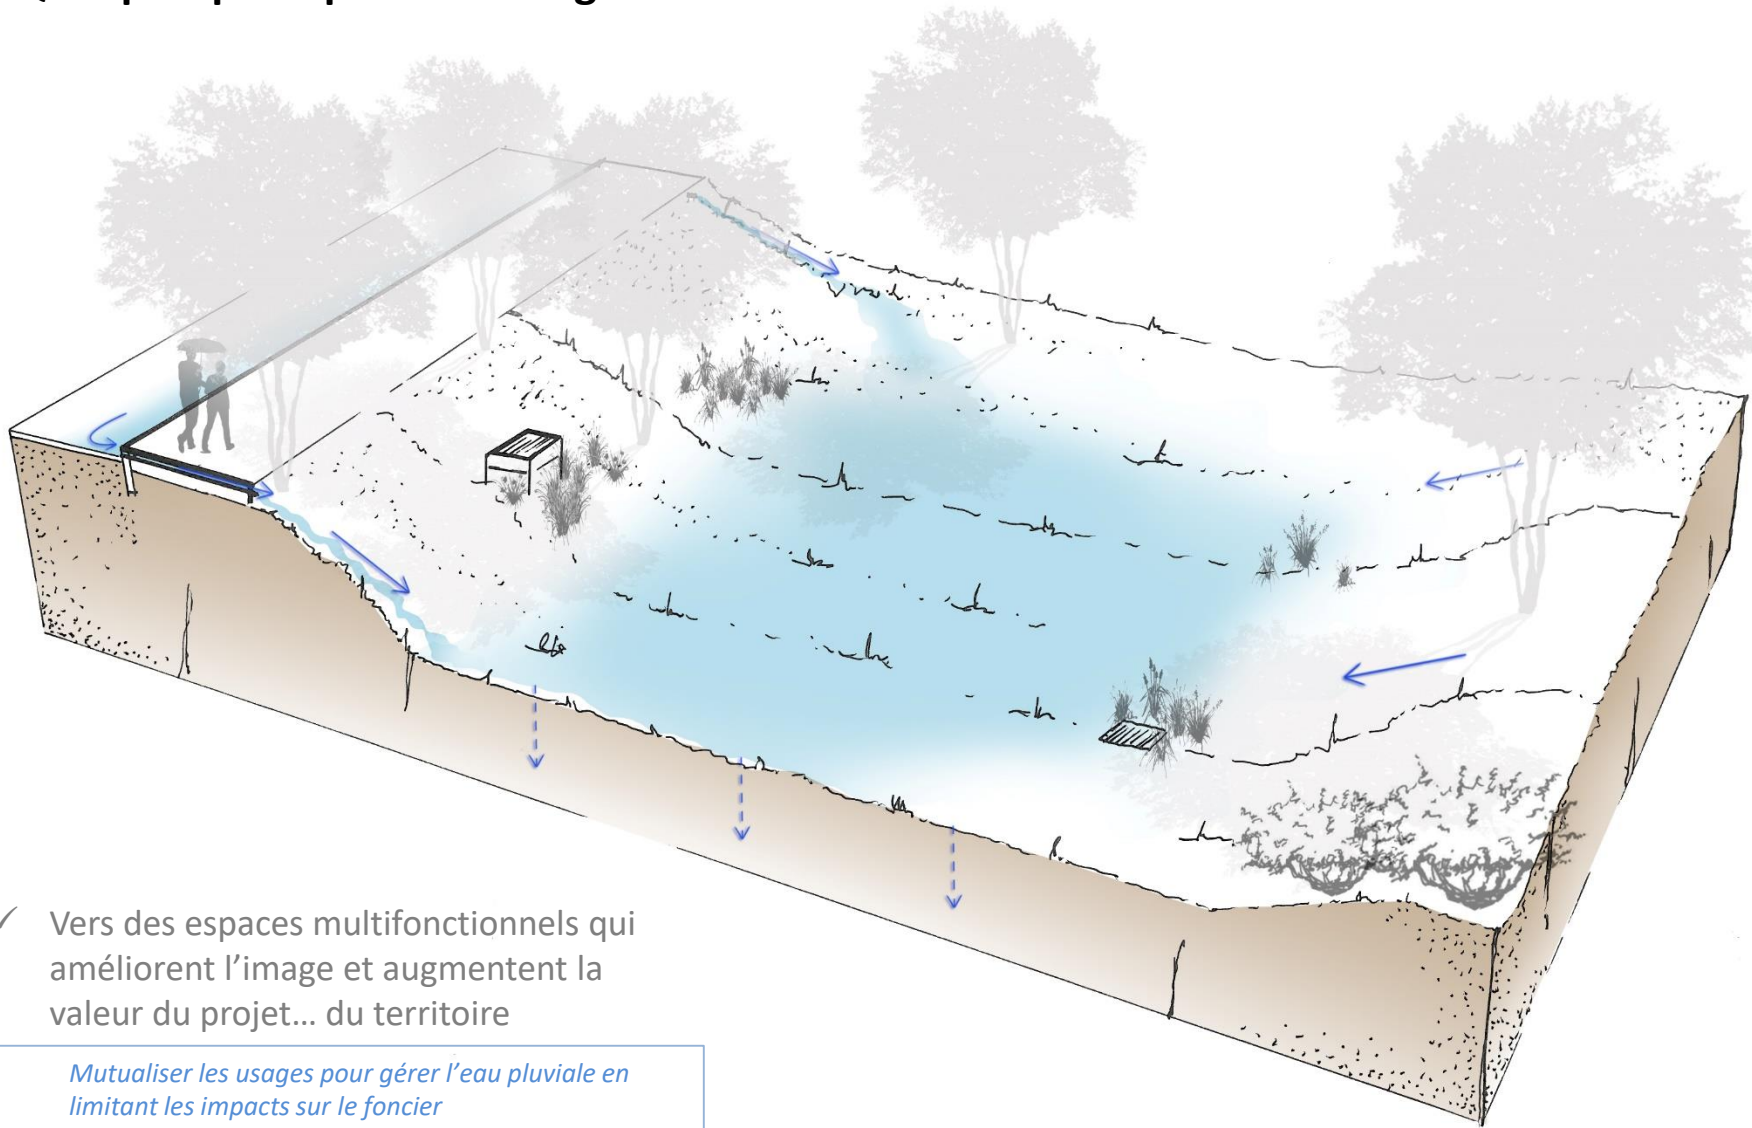 Vers des espaces multifonctionnels qui
améliorent l’image et augmentent la
valeur du projet… du territoire
Mutualiser les usages pour gérer l’eau pluviale en
limitant les impacts sur le foncier